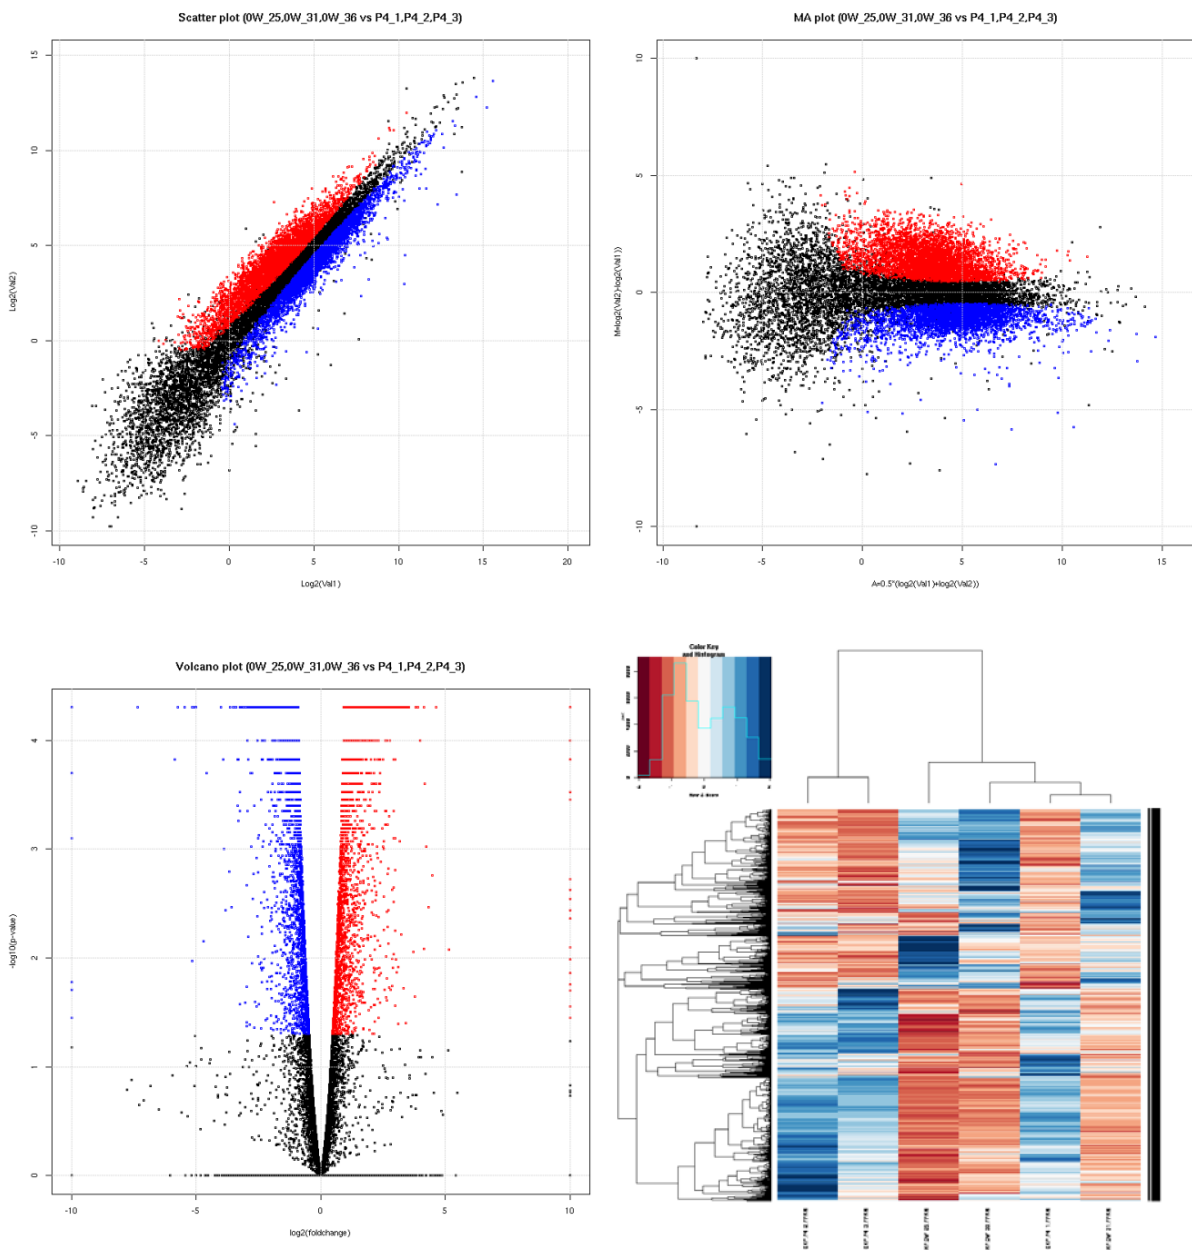 Scatter plot (0W_25,0W_31,0W_36 vs P4_1,P4_2,P4_3)
15
10
5
0
-5
-10
Log2(Val2)
-10 -5 0 5 10 15 20
Log2(Val1)
MA plot (0W_25,0W_31,0W_36 vs P4_1,P4_2,P4_3)
10
5
0
-5
-10
M=log2(Val2)-log2(Val1))
-10 -5 0 5 10 15
A=0.5*(log2(Val1)+log2(Val2))
Volcano plot (0W_25,0W_31,0W_36 vs P4_1,P4_2,P4_3)
4
3
2
1
0
-log10(p-value)
-10 -5 0 5 10
log2(foldchange)
Color Key
and Histogram